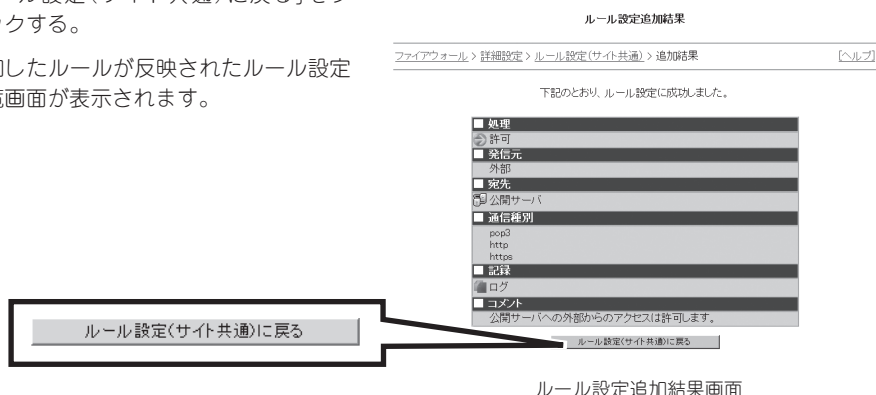 ール設定(サイト共通)に戻る」をク
ックする。
加したルールが反映されたルール設定
覧画面が表示されます。
ルール設定追加結果
ファイアウォール > 詳細設定 > ルール設定(サイト共通) > 追加結果 [ヘルプ]
下記のとおり、ルール設定に成功しました。
■ 処理
許可
■ 発信元
外部
■ 宛先
公開サーバ
■ 通信種別
pop3
http
https
■ 記録
ログ
■ コメント
公開サーバへの外部からのアクセスは許可します。
ルール設定(サイト共通)に戻る
ルール設定(サイト共通)に戻る
ルール設定追加結果画面